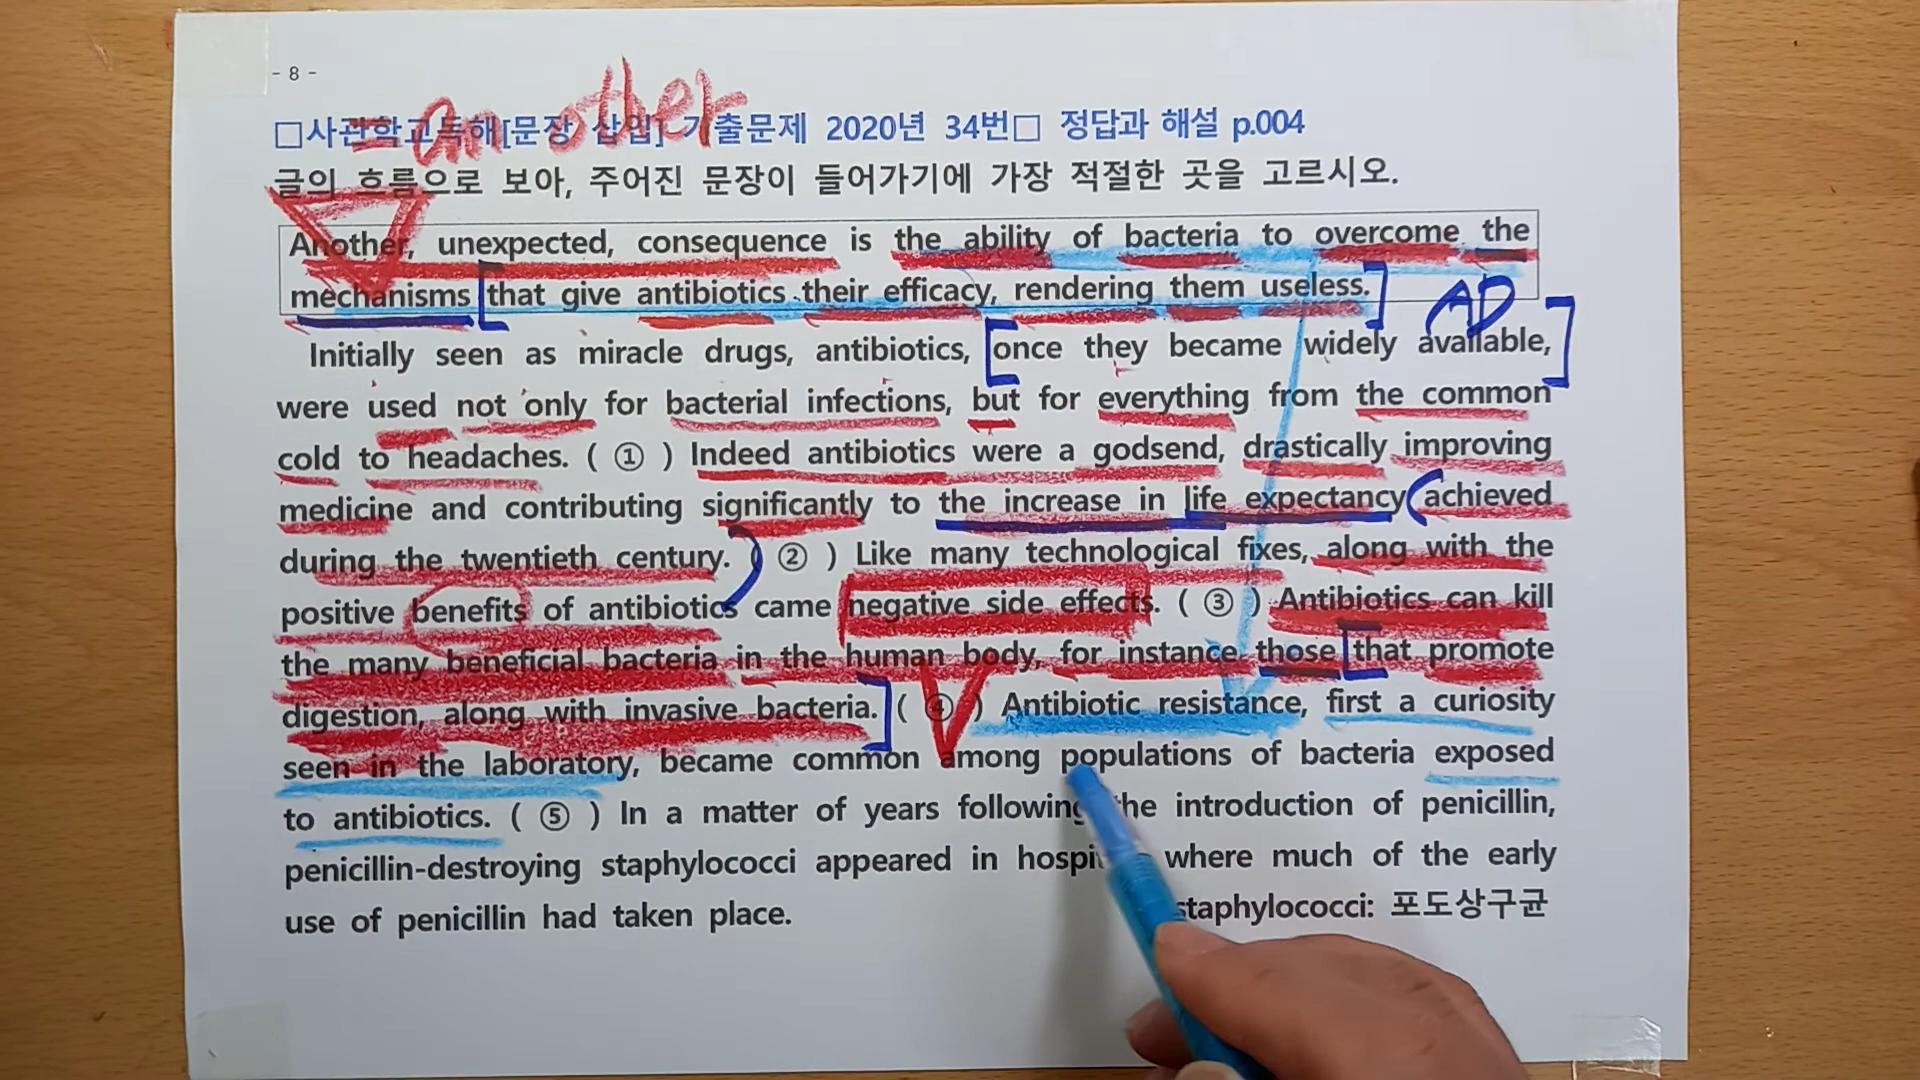 - 8 -
= another
□사관학교독해[문장 삽입] 기출문제 2020년 34번□ 정답과 해설 p.004
글의 흐름으로 보아, 주어진 문장이 들어가기에 가장 적절한 곳을 고르시오.
Another, unexpected, consequence is the ability of bacteria to overcome the
mechanisms [that give antibiotics their efficacy, rendering them useless.]
AD
Initially seen as miracle drugs, antibiotics, [once they became widely available,]
were used not only for bacterial infections, but for everything from the common
cold to headaches. ( ① ) Indeed antibiotics were a godsend, drastically improving
medicine and contributing significantly to the increase in life expectancy (achieved
during the twentieth century.) ( ② ) Like many technological fixes, along with the
positive benefits of antibiotics came negative side effects. ( ③ ) Antibiotics can kill
the many beneficial bacteria in the human body, for instance those [that promote
digestion, along with invasive bacteria.] ( ④ ) Antibiotic resistance, first a curiosity
seen in the laboratory, became common among populations of bacteria exposed
to antibiotics. ( ⑤ ) In a matter of years following the introduction of penicillin,
penicillin-destroying staphylococci appeared in where much of the early
use of penicillin had taken place. staphylococci: 포도상구균